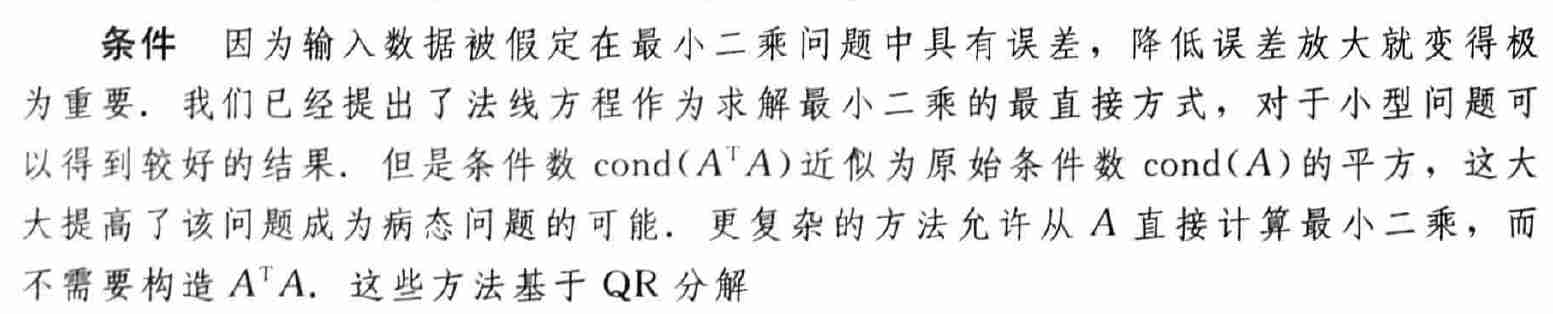 条件 因为输入数据被假定在最小二乘问题中具有误差，降低误差放大就变得极
为重要．我们已经提出了法线方程作为求解最小二乘的最直接方式，对于小型问题可
以得到较好的结果．但是条件数 cond(AᵀA)近似为原始条件数 cond(A)的平方，这大
大提高了该问题成为病态问题的可能．更复杂的方法允许从 A 直接计算最小二乘，而
不需要构造 AᵀA．这些方法基于 QR 分解